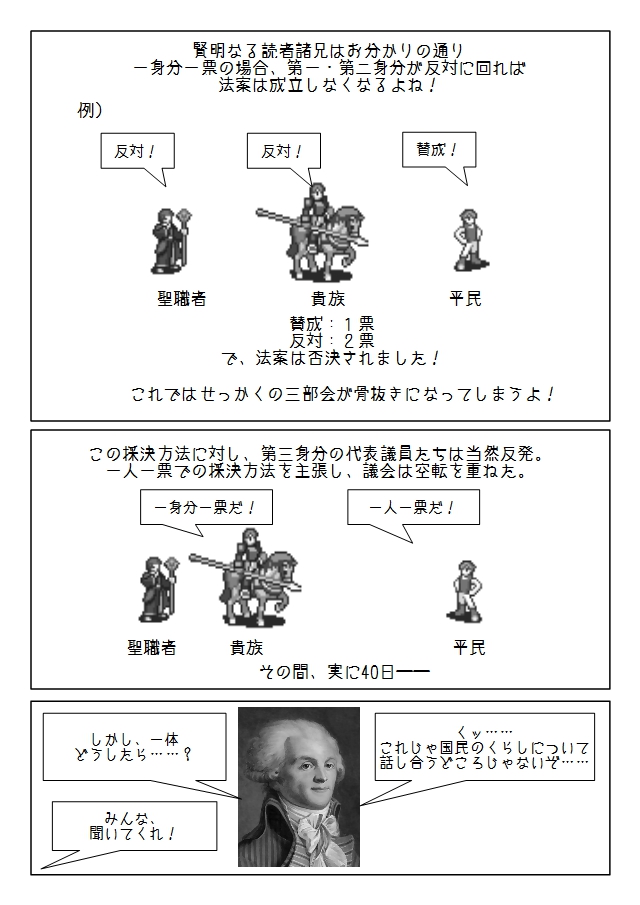 賢明なる読者諸兄はお分かりの通り
一身分一票の場合、第一・第二身分が反対に回れば
法案は成立しなくなるよね！
例）
反対！
反対！
賛成！
聖職者
貴族
平民
賛成：１票
反対：２票
で、法案は否決されました！
これではせっかくの三部会が骨抜きになってしまうよ！
この採決方法に対し、第三身分の代表議員たちは当然反発。
一人一票での採決方法を主張し、議会は空転を重ねた。
一身分一票だ！
一人一票だ！
聖職者
貴族
平民
その間、実に40日――
くッ……
これじゃ国民のくらしについて
話し合うどころじゃないぞ……
しかし、一体
どうしたら……？
みんな、
聞いてくれ！